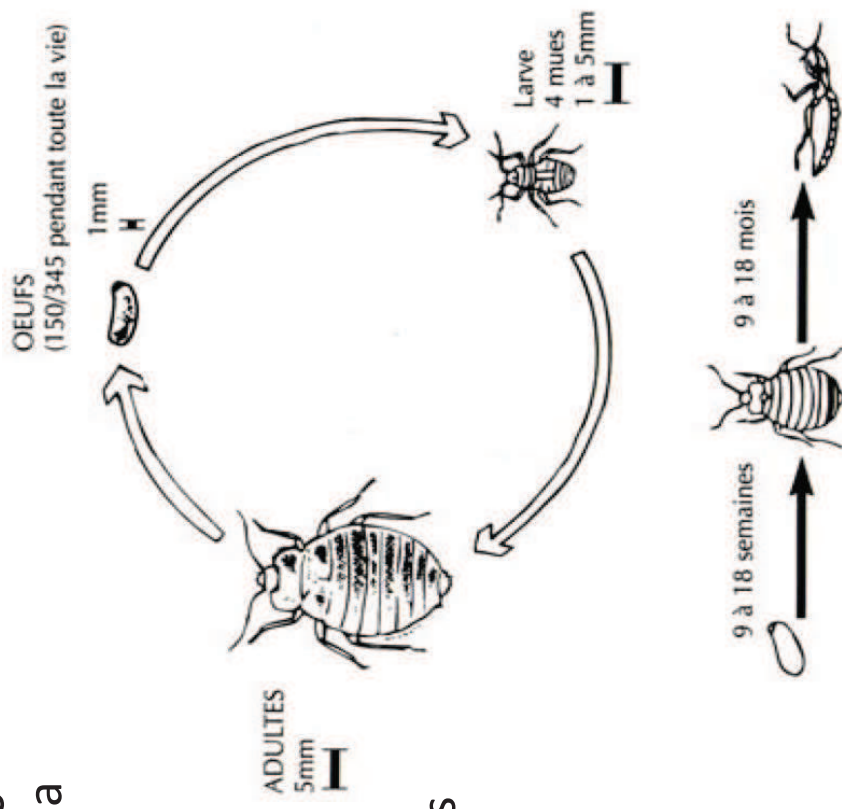 OEUFS
(150/345 pendant toute la vie)
1mm
Larve
4 mues
1 à 5mm
ADULTES
5mm
9 à 18 semaines
9 à 18 mois
a
s